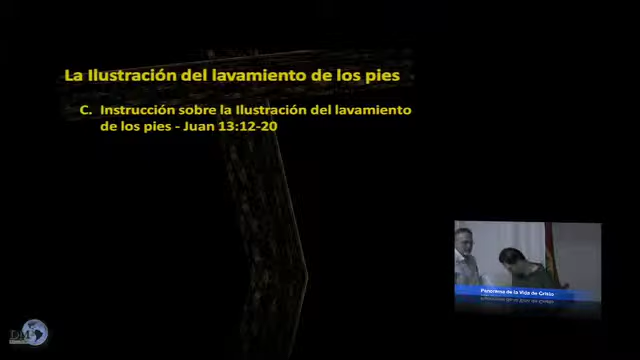 La Ilustración del lavamiento de los pies
C. Instrucción sobre la Ilustración del lavamiento
de los pies - Juan 13:12-20
Panorama de la Vida de Cristo